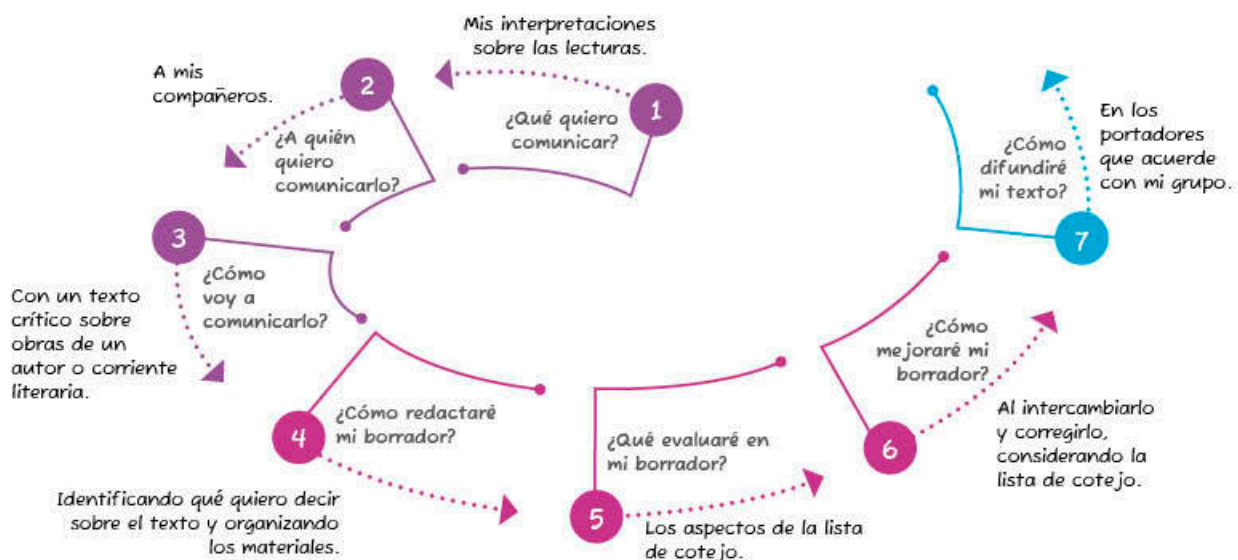 1
¿Qué quiero
comunicar?
Mis interpretaciones
sobre las lecturas.
2
¿A quién
quiero
comunicarlo?
A mis
compañeros.
3
¿Cómo
voy a
comunicarlo?
Con un texto
crítico sobre
obras de un
autor o corriente
literaria.
4
¿Cómo redactaré
mi borrador?
Identificando qué quiero decir
sobre el texto y organizando
los materiales.
5
¿Qué evaluaré en
mi borrador?
Los aspectos de la lista
de cotejo.
6
¿Cómo
mejoraré mi
borrador?
Al intercambiarlo
y corregirlo,
considerando la
lista de cotejo.
7
¿Cómo
difundiré
mi texto?
En los
portadores
que acuerde
con mi grupo.